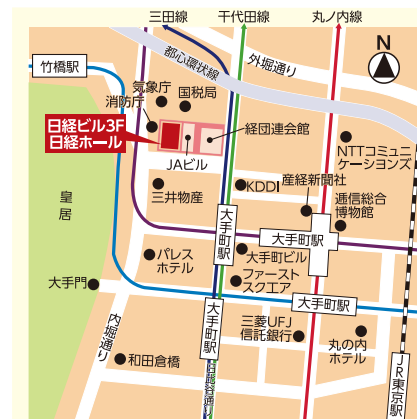 三田線
千代田線
丸ノ内線
都心環状線
外堀通り
N
竹橋駅
気象庁
国税局
消防庁
日経ビル3F
日経ホール
経団連会館
JAビル
NTTコミュニ
ケーションズ
皇居
三井物産
KDDI
産経新聞社
逓信総合
博物館
大手町駅
大手町駅
パレス
ホテル
大手町ビル
ファースト
スクエア
大手門
大手町駅
大手町駅
内堀通り
三菱UFJ
信託銀行
丸の内
ホテル
和田倉橋
日比谷通り
JR東京駅